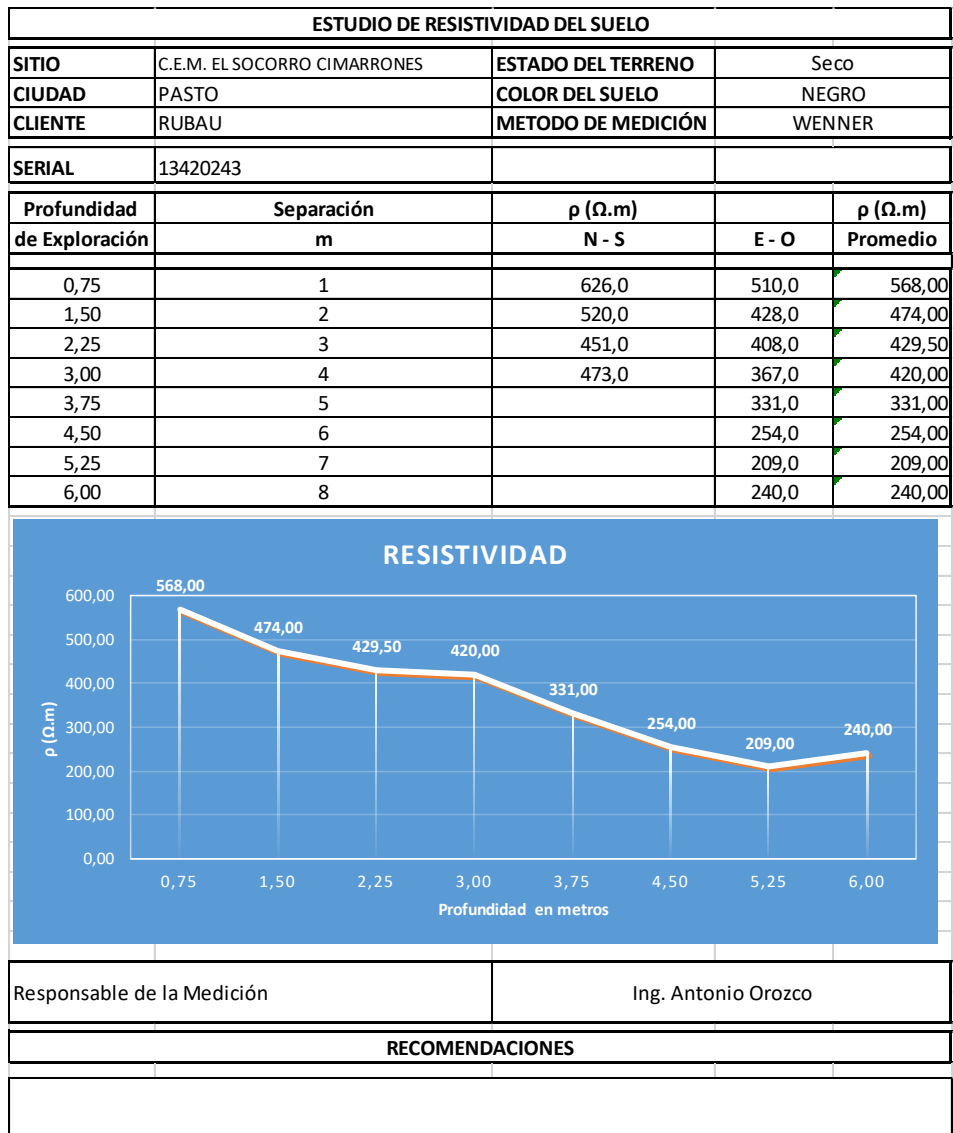 ESTUDIO DE RESISTIVIDAD DEL SUELO
SITIO C.E.M. EL SOCORRO CIMARRONES ESTADO DEL TERRENO Seco
CIUDAD PASTO COLOR DEL SUELO NEGRO
CLIENTE RUBAU METODO DE MEDICIÓN WENNER
SERIAL 13420243
Profundidad Separación ρ (Ω.m) ρ (Ω.m)
de Exploración m N - S E - O Promedio
0,75 1 626,0 510,0 568,00
1,50 2 520,0 428,0 474,00
2,25 3 451,0 408,0 429,50
3,00 4 473,0 367,0 420,00
3,75 5 331,0 331,00
4,50 6 254,0 254,00
5,25 7 209,0 209,00
6,00 8 240,0 240,00
RESISTIVIDAD
568,00
474,00
429,50
420,00
331,00
254,00
209,00
240,00
600,00
500,00
400,00
300,00
200,00
100,00
0,00
ρ (Ω.m)
0,75 1,50 2,25 3,00 3,75 4,50 5,25 6,00
Profundidad en metros
Responsable de la Medición Ing. Antonio Orozco
RECOMENDACIONES